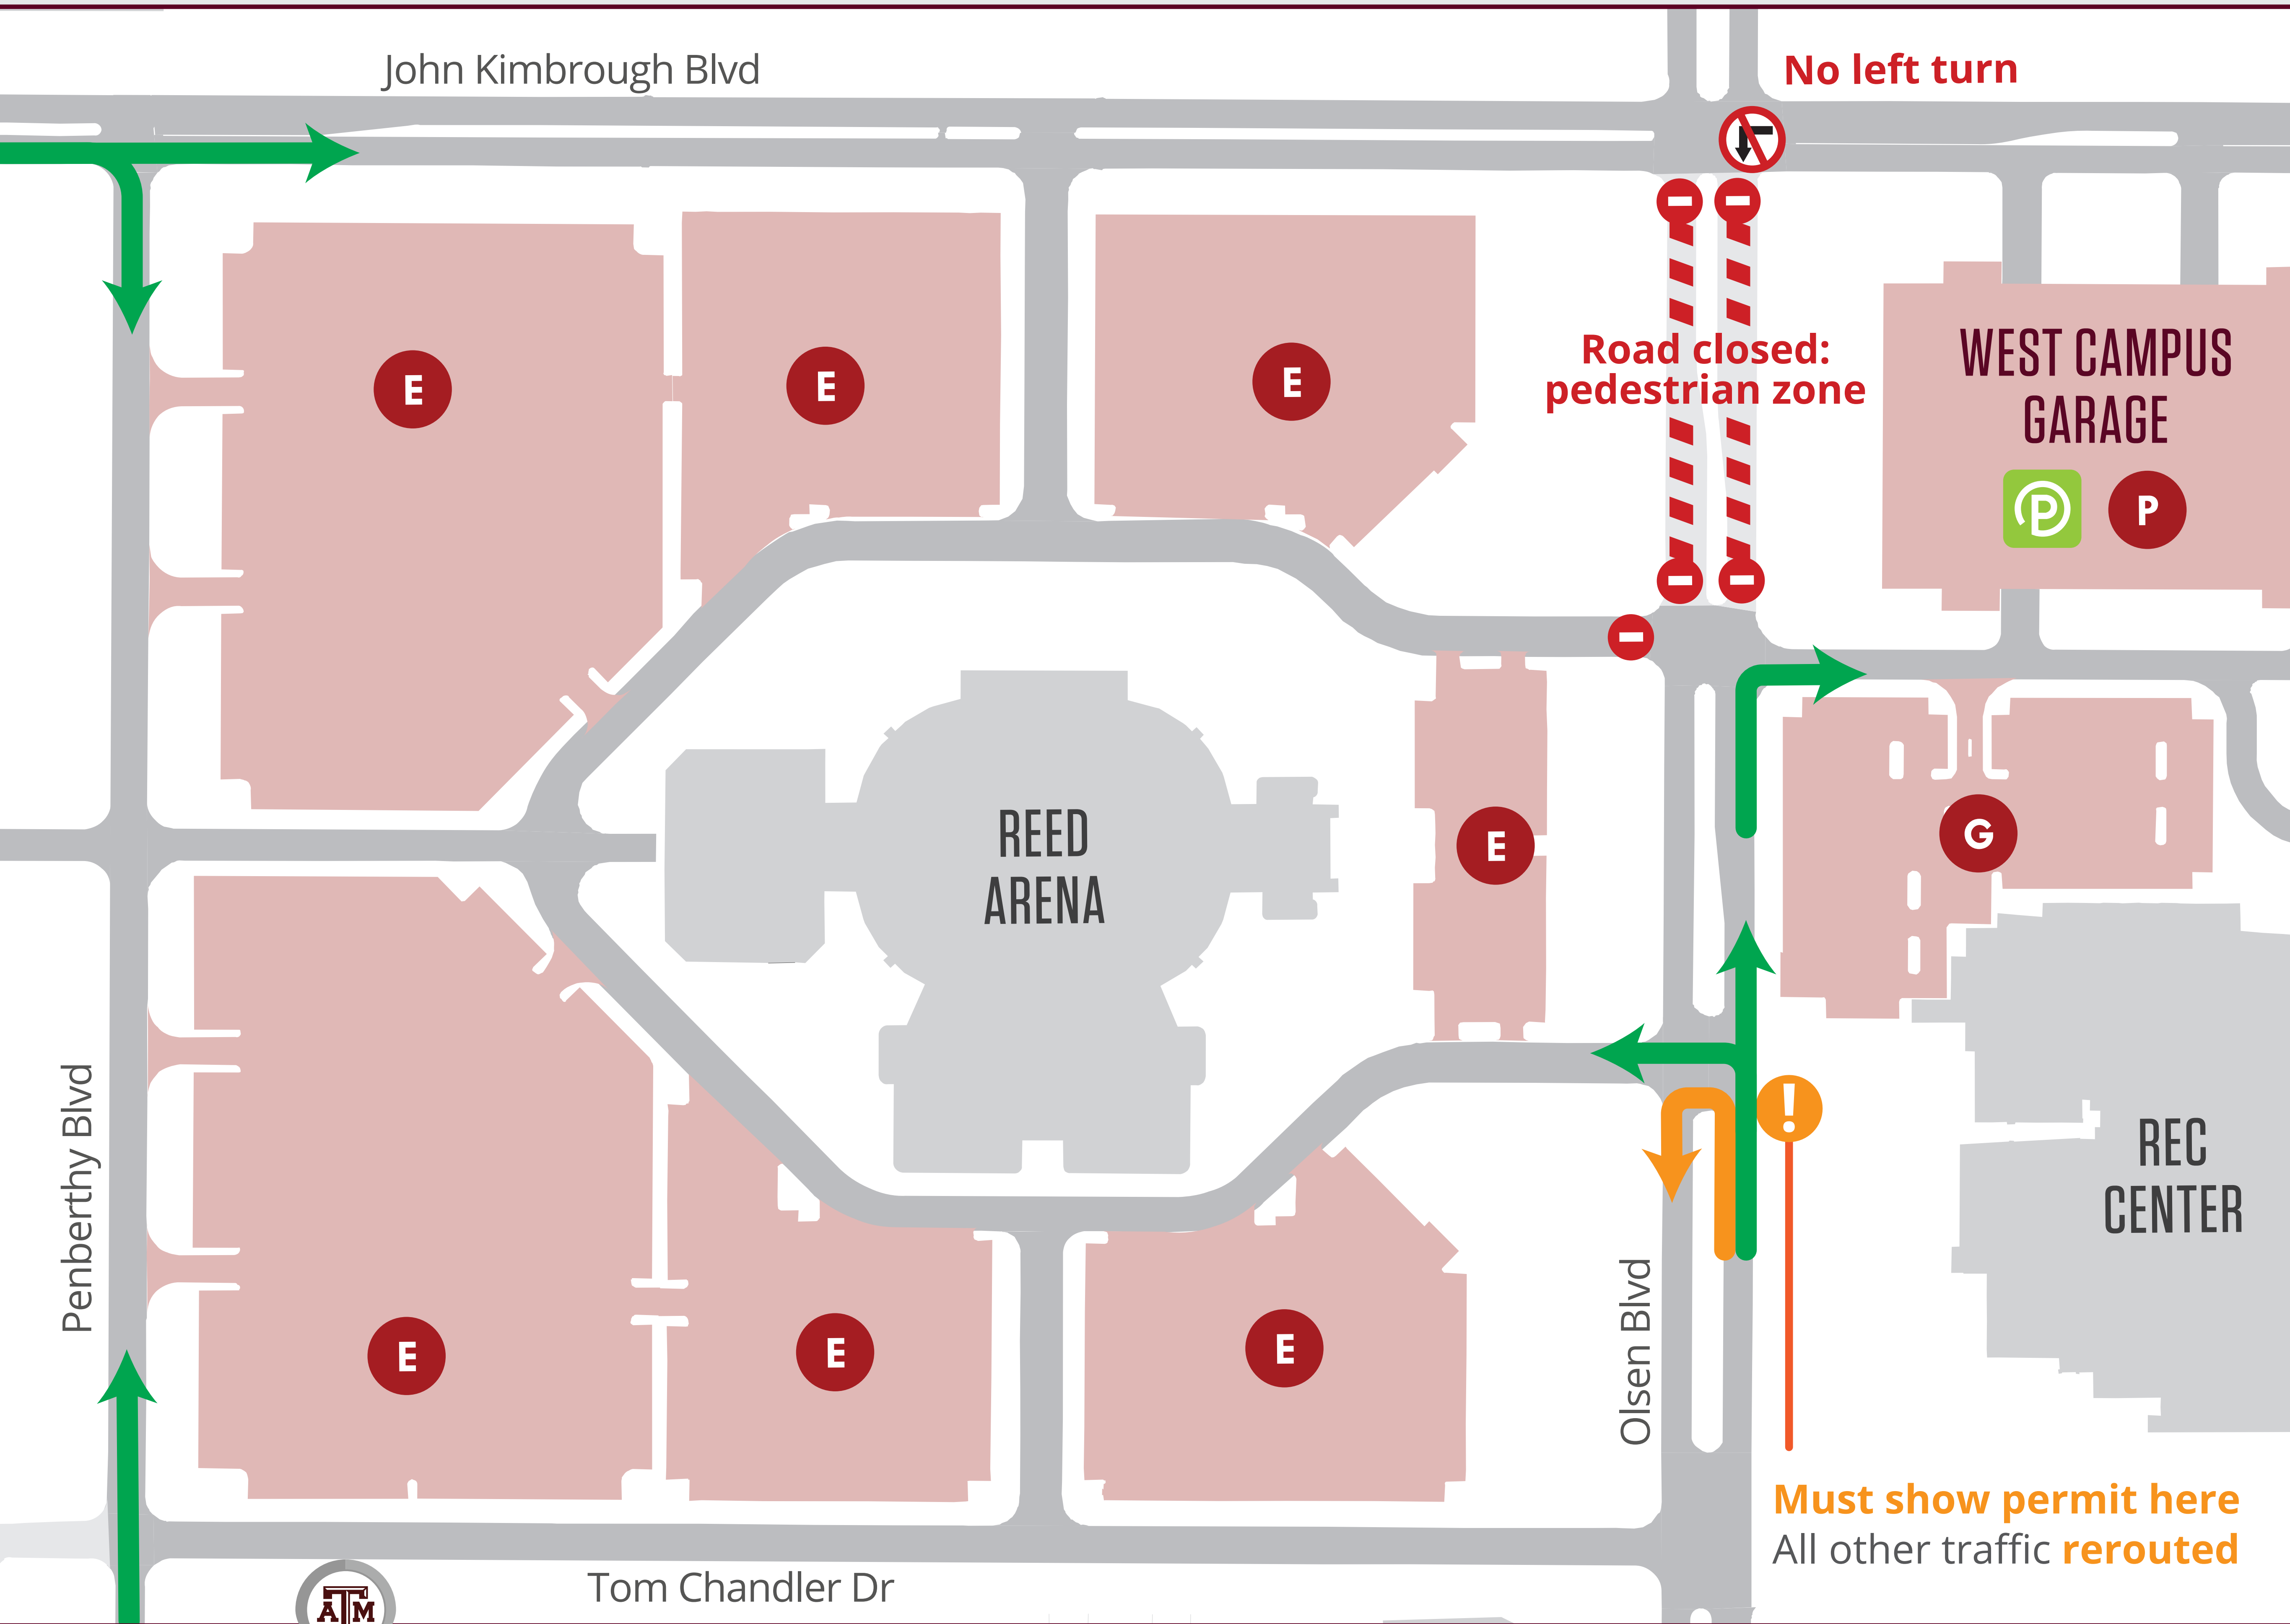 John Kimbrough Blvd
No left turn
Road closed:
pedestrian zone
WEST CAMPUS
GARAGE
P
P
E
E
E
REED
ARENA
E
G
REC
CENTER
Penberthy Blvd
E
E
E
Olsen Blvd
!
Must show permit here
All other traffic rerouted
Tom Chandler Dr
ATM